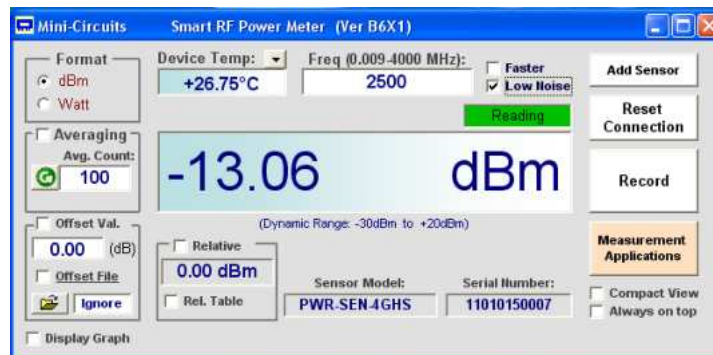 Mini-Circuits Smart RF Power Meter (Ver B6X1)
Format
dBm
Watt
Device Temp:
+26.75°C
Freq (0.009-4000 MHz):
2500
Faster
Low Noise
Reading
Add Sensor
Reset
Connection
Record
Measurement
Applications
Averaging
Avg. Count:
100
-13.06 dBm
(Dynamic Range: -30dBm to +20dBm)
Offset Val.
0.00 (dB)
Offset File
Ignore
Relative
0.00 dBm
Rel. Table
Sensor Model:
PWR-SEN-4GHS
Serial Number:
11010150007
Compact View
Always on top
Display Graph